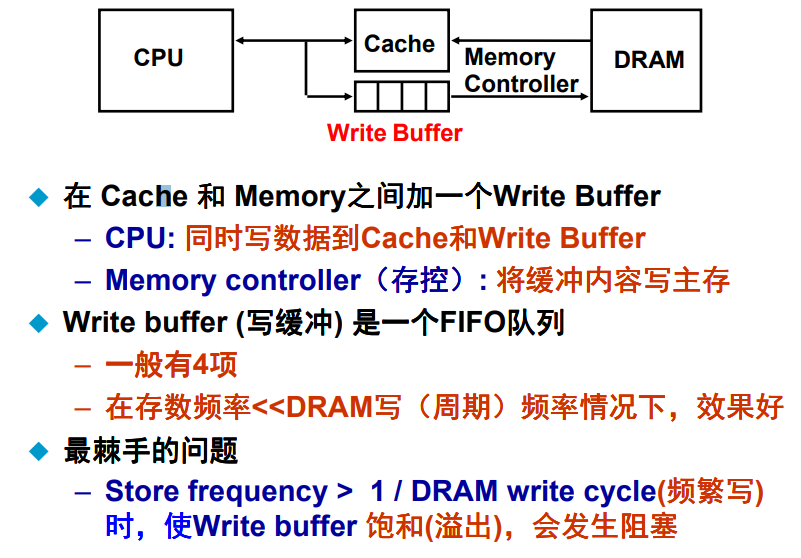 CPU
Cache
Memory
Controller
DRAM
Write Buffer
在 Cache 和 Memory之间加一个Write Buffer
– CPU: 同时写数据到Cache和Write Buffer
– Memory controller（存控）: 将缓冲内容写主存
Write buffer (写缓冲) 是一个FIFO队列
– 一般有4项
– 在存数频率<<DRAM写（周期）频率情况下，效果好
最棘手的问题
– Store frequency > 1 / DRAM write cycle(频繁写)
时，使Write buffer 饱和(溢出)，会发生阻塞